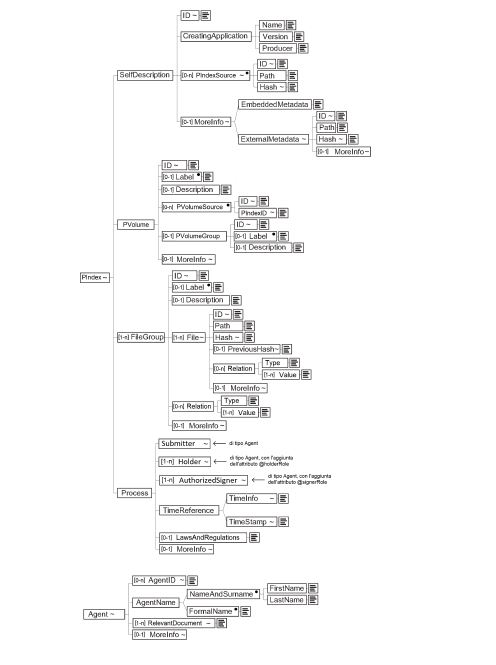 ID ~
CreatingApplication
Name
Version
Producer
SelfDescription
[0-n] PIndexSource ~ •
ID ~
Path
Hash ~
[0-1] MoreInfo ~
EmbeddedMetadata
ExternalMetadata ~
ID ~
Path
Hash ~
[0-1] MoreInfo ~
PVolume
ID ~
[0-1] Label •
[0-1] Description
[0-n] PVolumeSource •
ID ~
PIndexID ~
[0-1] PVolumeGroup
ID ~
[0-1] Label •
[0-1] Description
[0-1] MoreInfo ~
PIndex ~
[1-n] FileGroup
ID ~
[0-1] Label •
[0-1] Description
[1-n] File ~
ID ~
Path
Hash ~
[0-1] PreviousHash ~
[0-n] Relation
Type
[1-n] Value
[0-1] MoreInfo ~
[0-n] Relation
Type
[1-n] Value
[0-1] MoreInfo ~
Process
Submitter ~
di tipo Agent
[1-n] Holder ~
di tipo Agent, con l'aggiunta
dell'attributo @holderRole
[1-n] AuthorizedSigner ~
di tipo Agent, con l'aggiunta
dell'attributo @signerRole
TimeReference
TimeInfo ~
TimeStamp ~
[0-1] LawsAndRegulations
[0-1] MoreInfo ~
Agent ~
[0-n] AgentID ~
AgentName
NameAndSurname •
FirstName
LastName
FormalName •
[1-n] RelevantDocument ~
[0-1] MoreInfo ~